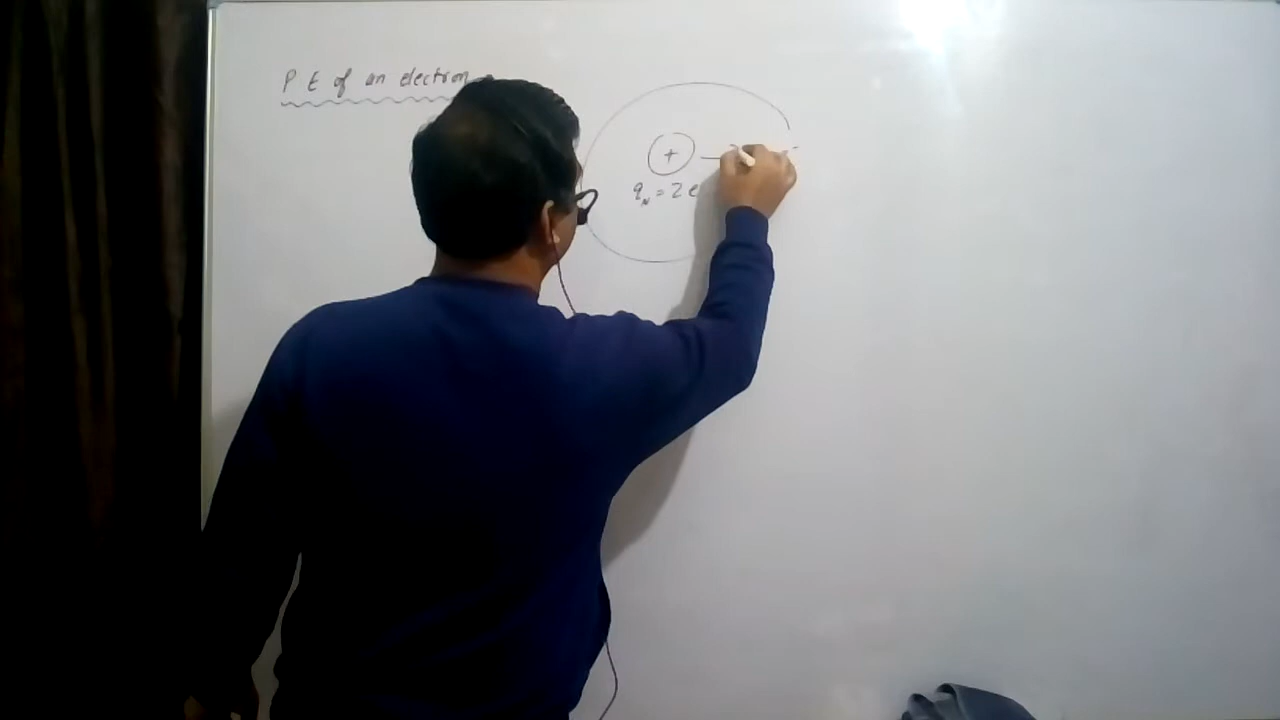 P E of an electron
+
q_N = Ze